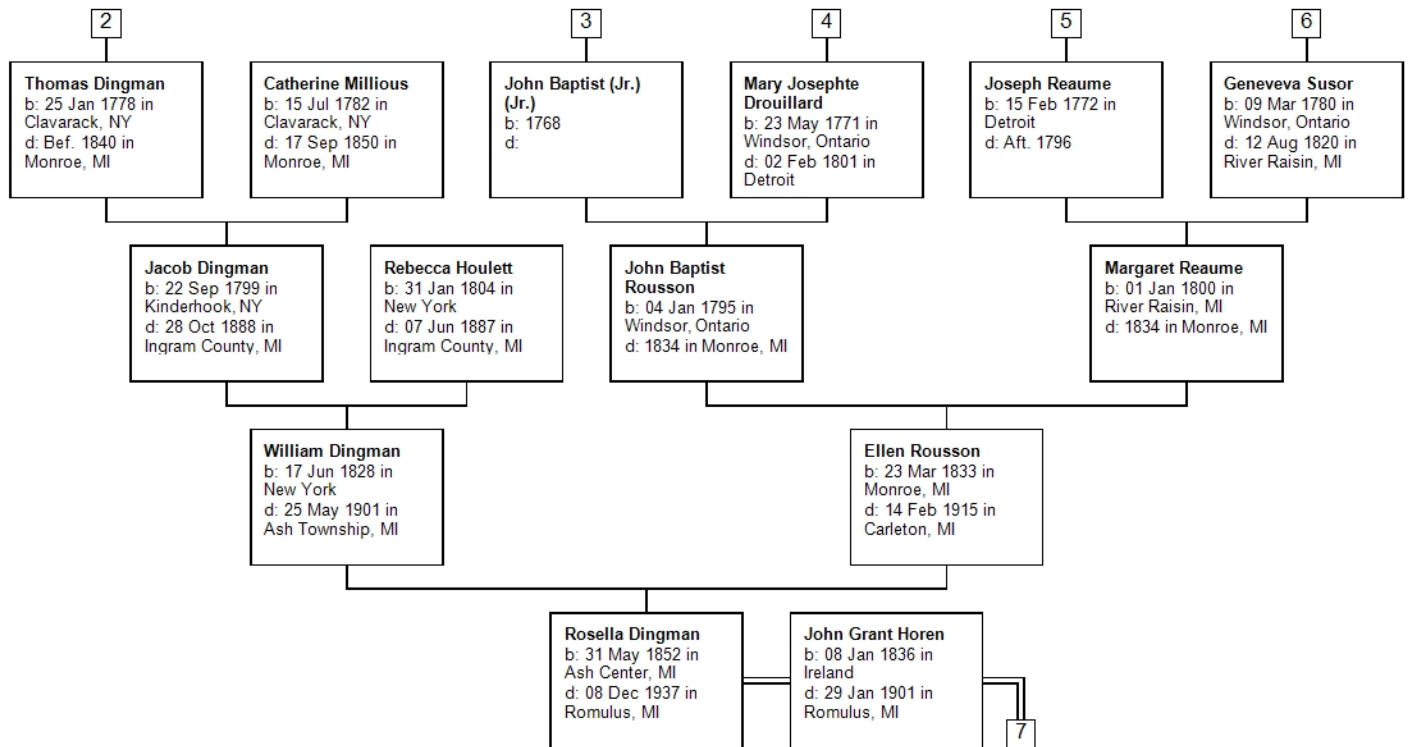 2
3
4
5
6
Thomas Dingman
b: 25 Jan 1778 in
Clavarack, NY
d: Bef. 1840 in
Monroe, MI
Catherine Millious
b: 15 Jul 1782 in
Clavarack, NY
d: 17 Sep 1850 in
Monroe, MI
John Baptist (Jr.)
(Jr.)
b: 1768
d:
Mary Josephte
Drouillard
b: 23 May 1771 in
Windsor, Ontario
d: 02 Feb 1801 in
Detroit
Joseph Reaume
b: 15 Feb 1772 in
Detroit
d: Aft. 1796
Geneveva Susor
b: 09 Mar 1780 in
Windsor, Ontario
d: 12 Aug 1820 in
River Raisin, MI
Jacob Dingman
b: 22 Sep 1799 in
Kinderhook, NY
d: 28 Oct 1888 in
Ingram County, MI
Rebecca Houlett
b: 31 Jan 1804 in
New York
d: 07 Jun 1887 in
Ingram County, MI
John Baptist
Rousson
b: 04 Jan 1795 in
Windsor, Ontario
d: 1834 in Monroe, MI
Margaret Reaume
b: 01 Jan 1800 in
River Raisin, MI
d: 1834 in Monroe, MI
William Dingman
b: 17 Jun 1828 in
New York
d: 25 May 1901 in
Ash Township, MI
Ellen Rousson
b: 23 Mar 1833 in
Monroe, MI
d: 14 Feb 1915 in
Carleton, MI
Rosella Dingman
b: 31 May 1852 in
Ash Center, MI
d: 08 Dec 1937 in
Romulus, MI
John Grant Horen
b: 08 Jan 1836 in
Ireland
d: 29 Jan 1901 in
Romulus, MI
7